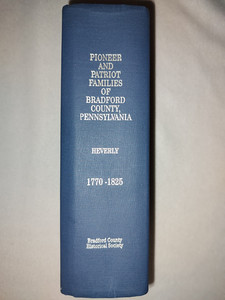 PIONEER
AND
PATRIOT
FAMILIES
OF
BRADFORD
COUNTY,
PENNSYLVANIA
HEVERLY
1770-1825
Bradford County
Historical Society